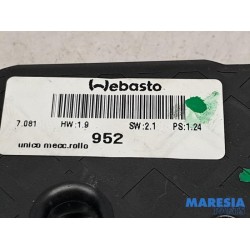 Webasto
7.081 HW:1.9 SW:2.1 PS:1.24
unico mecc.rollo 952
MARESIA